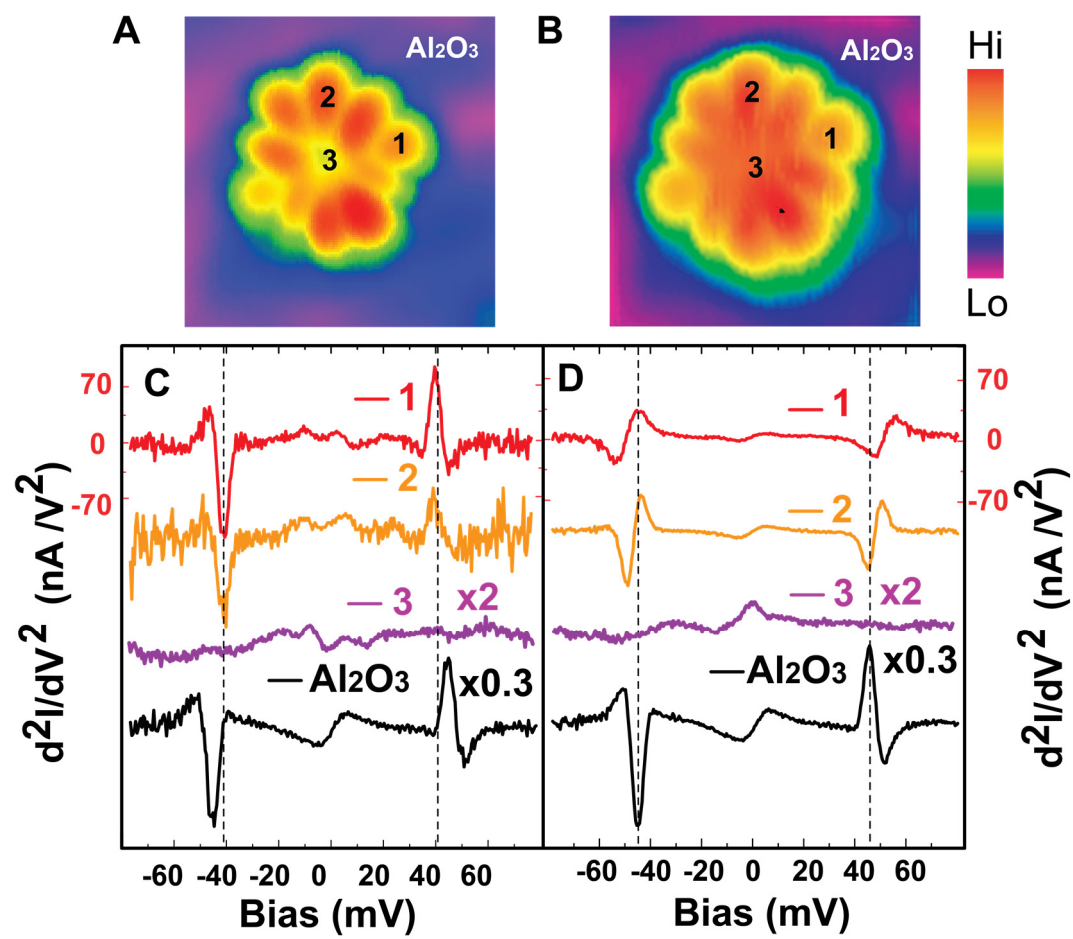 A
Al2O3
2
1
3
B
Al2O3
2
1
3
Hi
Lo
C
70
0
-70
1
2
3 x2
Al2O3 x0.3
d2I/dV2 (nA /V2)
-60 -40 -20 0 20 40 60
Bias (mV)
D
70
0
-70
1
2
3 x2
Al2O3 x0.3
d2I/dV2 (nA /V2)
-60 -40 -20 0 20 40 60
Bias (mV)